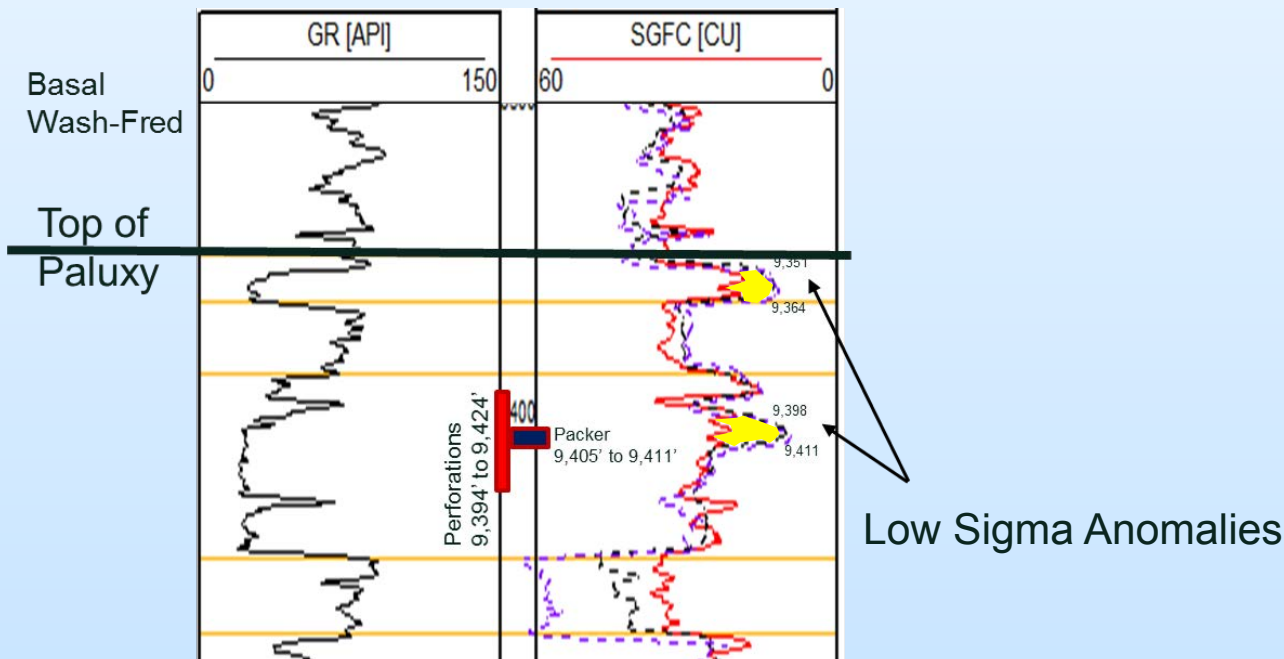 GR [API]
0 150
SGFC [CU]
60 0
Basal
Wash-Fred
Top of
Paluxy
9,351
9,364
9,398
9,411
400
Perforations
9,394’ to 9,424’
Packer
9,405’ to 9,411’
Low Sigma Anomalies